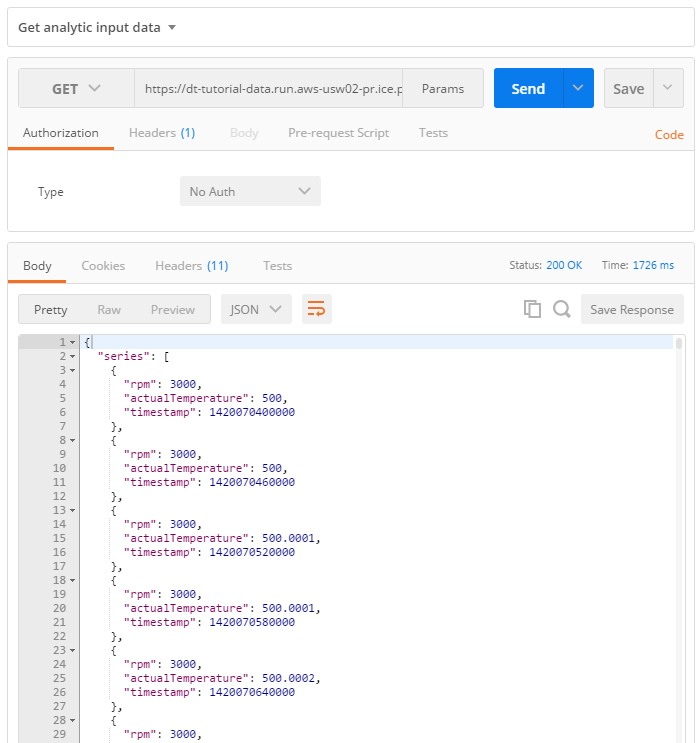 Get analytic input data
GET https://dt-tutorial-data.run.aws-usw02-pr.ice.p Params Send Save
Authorization Headers (1) Body Pre-request Script Tests Code
Type No Auth
Body Cookies Headers (11) Tests Status: 200 OK Time: 1726 ms
Pretty Raw Preview JSON Save Response
1 {
2 "series": [
3 {
4 "rpm": 3000,
5 "actualTemperature": 500,
6 "timestamp": 1420070400000
7 },
8 {
9 "rpm": 3000,
10 "actualTemperature": 500,
11 "timestamp": 1420070460000
12 },
13 {
14 "rpm": 3000,
15 "actualTemperature": 500.0001,
16 "timestamp": 1420070520000
17 },
18 {
19 "rpm": 3000,
20 "actualTemperature": 500.0001,
21 "timestamp": 1420070580000
22 },
23 {
24 "rpm": 3000,
25 "actualTemperature": 500.0002,
26 "timestamp": 1420070640000
27 },
28 {
29 "rpm": 3000,